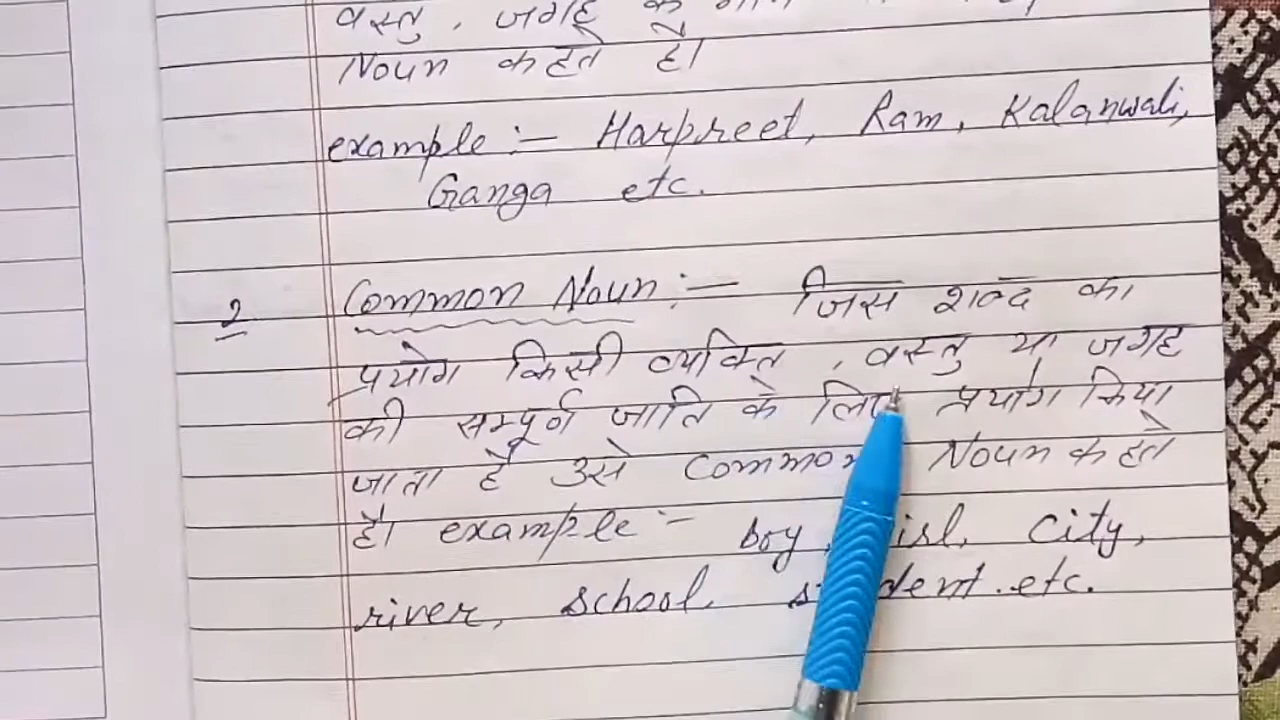 वस्तु, जगह के
Noun कहते है।
example :- Harpreet, Ram, Kalanwali,
Ganga etc.
2 Common Noun :- जिस शब्द का
प्रयोग किसी व्यक्ति , वस्तु या जगह
की सम्पूर्ण जाति के लिए प्रयोग किया
जाता है उसे Common Noun कहते
है। example :- boy, City,
river, school, etc.